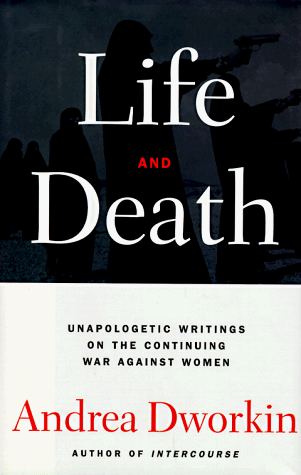 Life
AND
Death
UNAPOLOGETIC WRITINGS
ON THE CONTINUING
WAR AGAINST WOMEN
Andrea Dworkin
AUTHOR OF INTERCOURSE